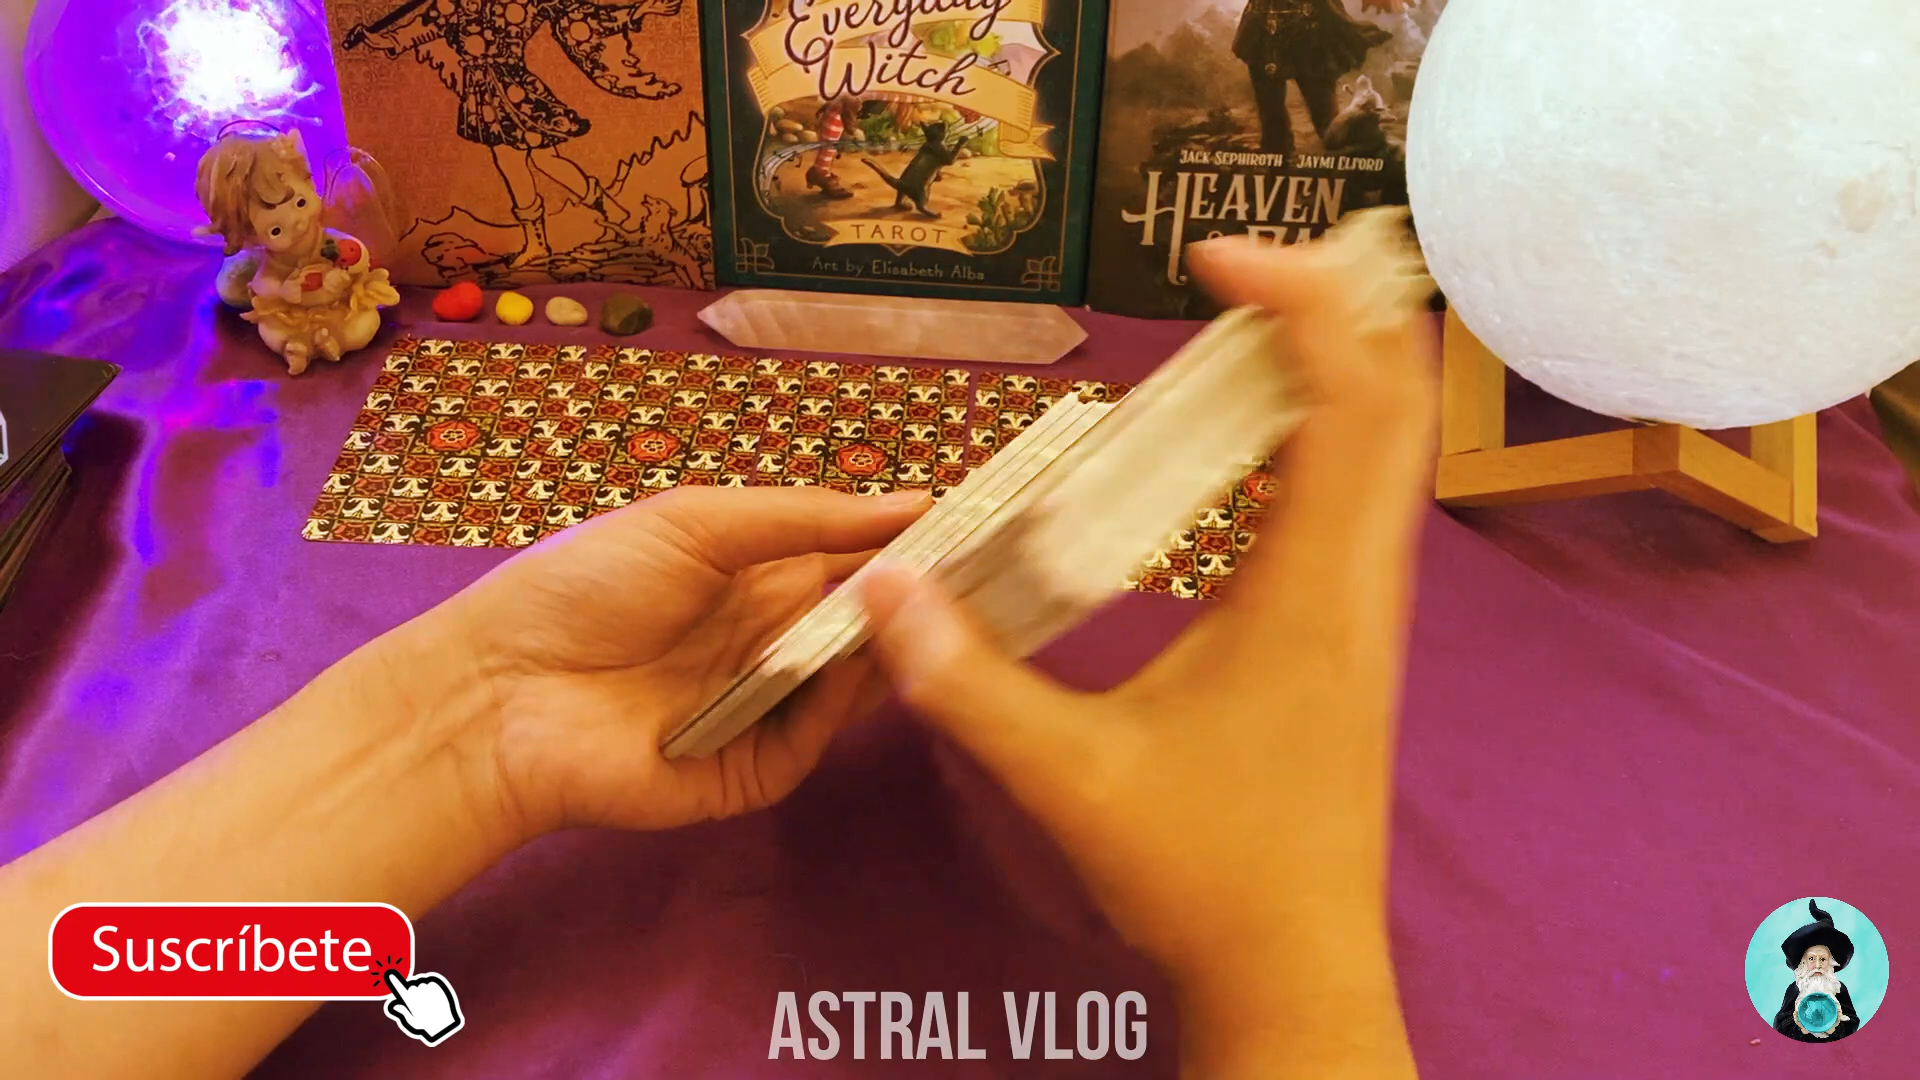 Everyday
Witch
TAROT
Art by Elisabeth Alba
JACK SEPHIROTH - JAYMI ELFORD
HEAVEN
Suscríbete
ASTRAL VLOG